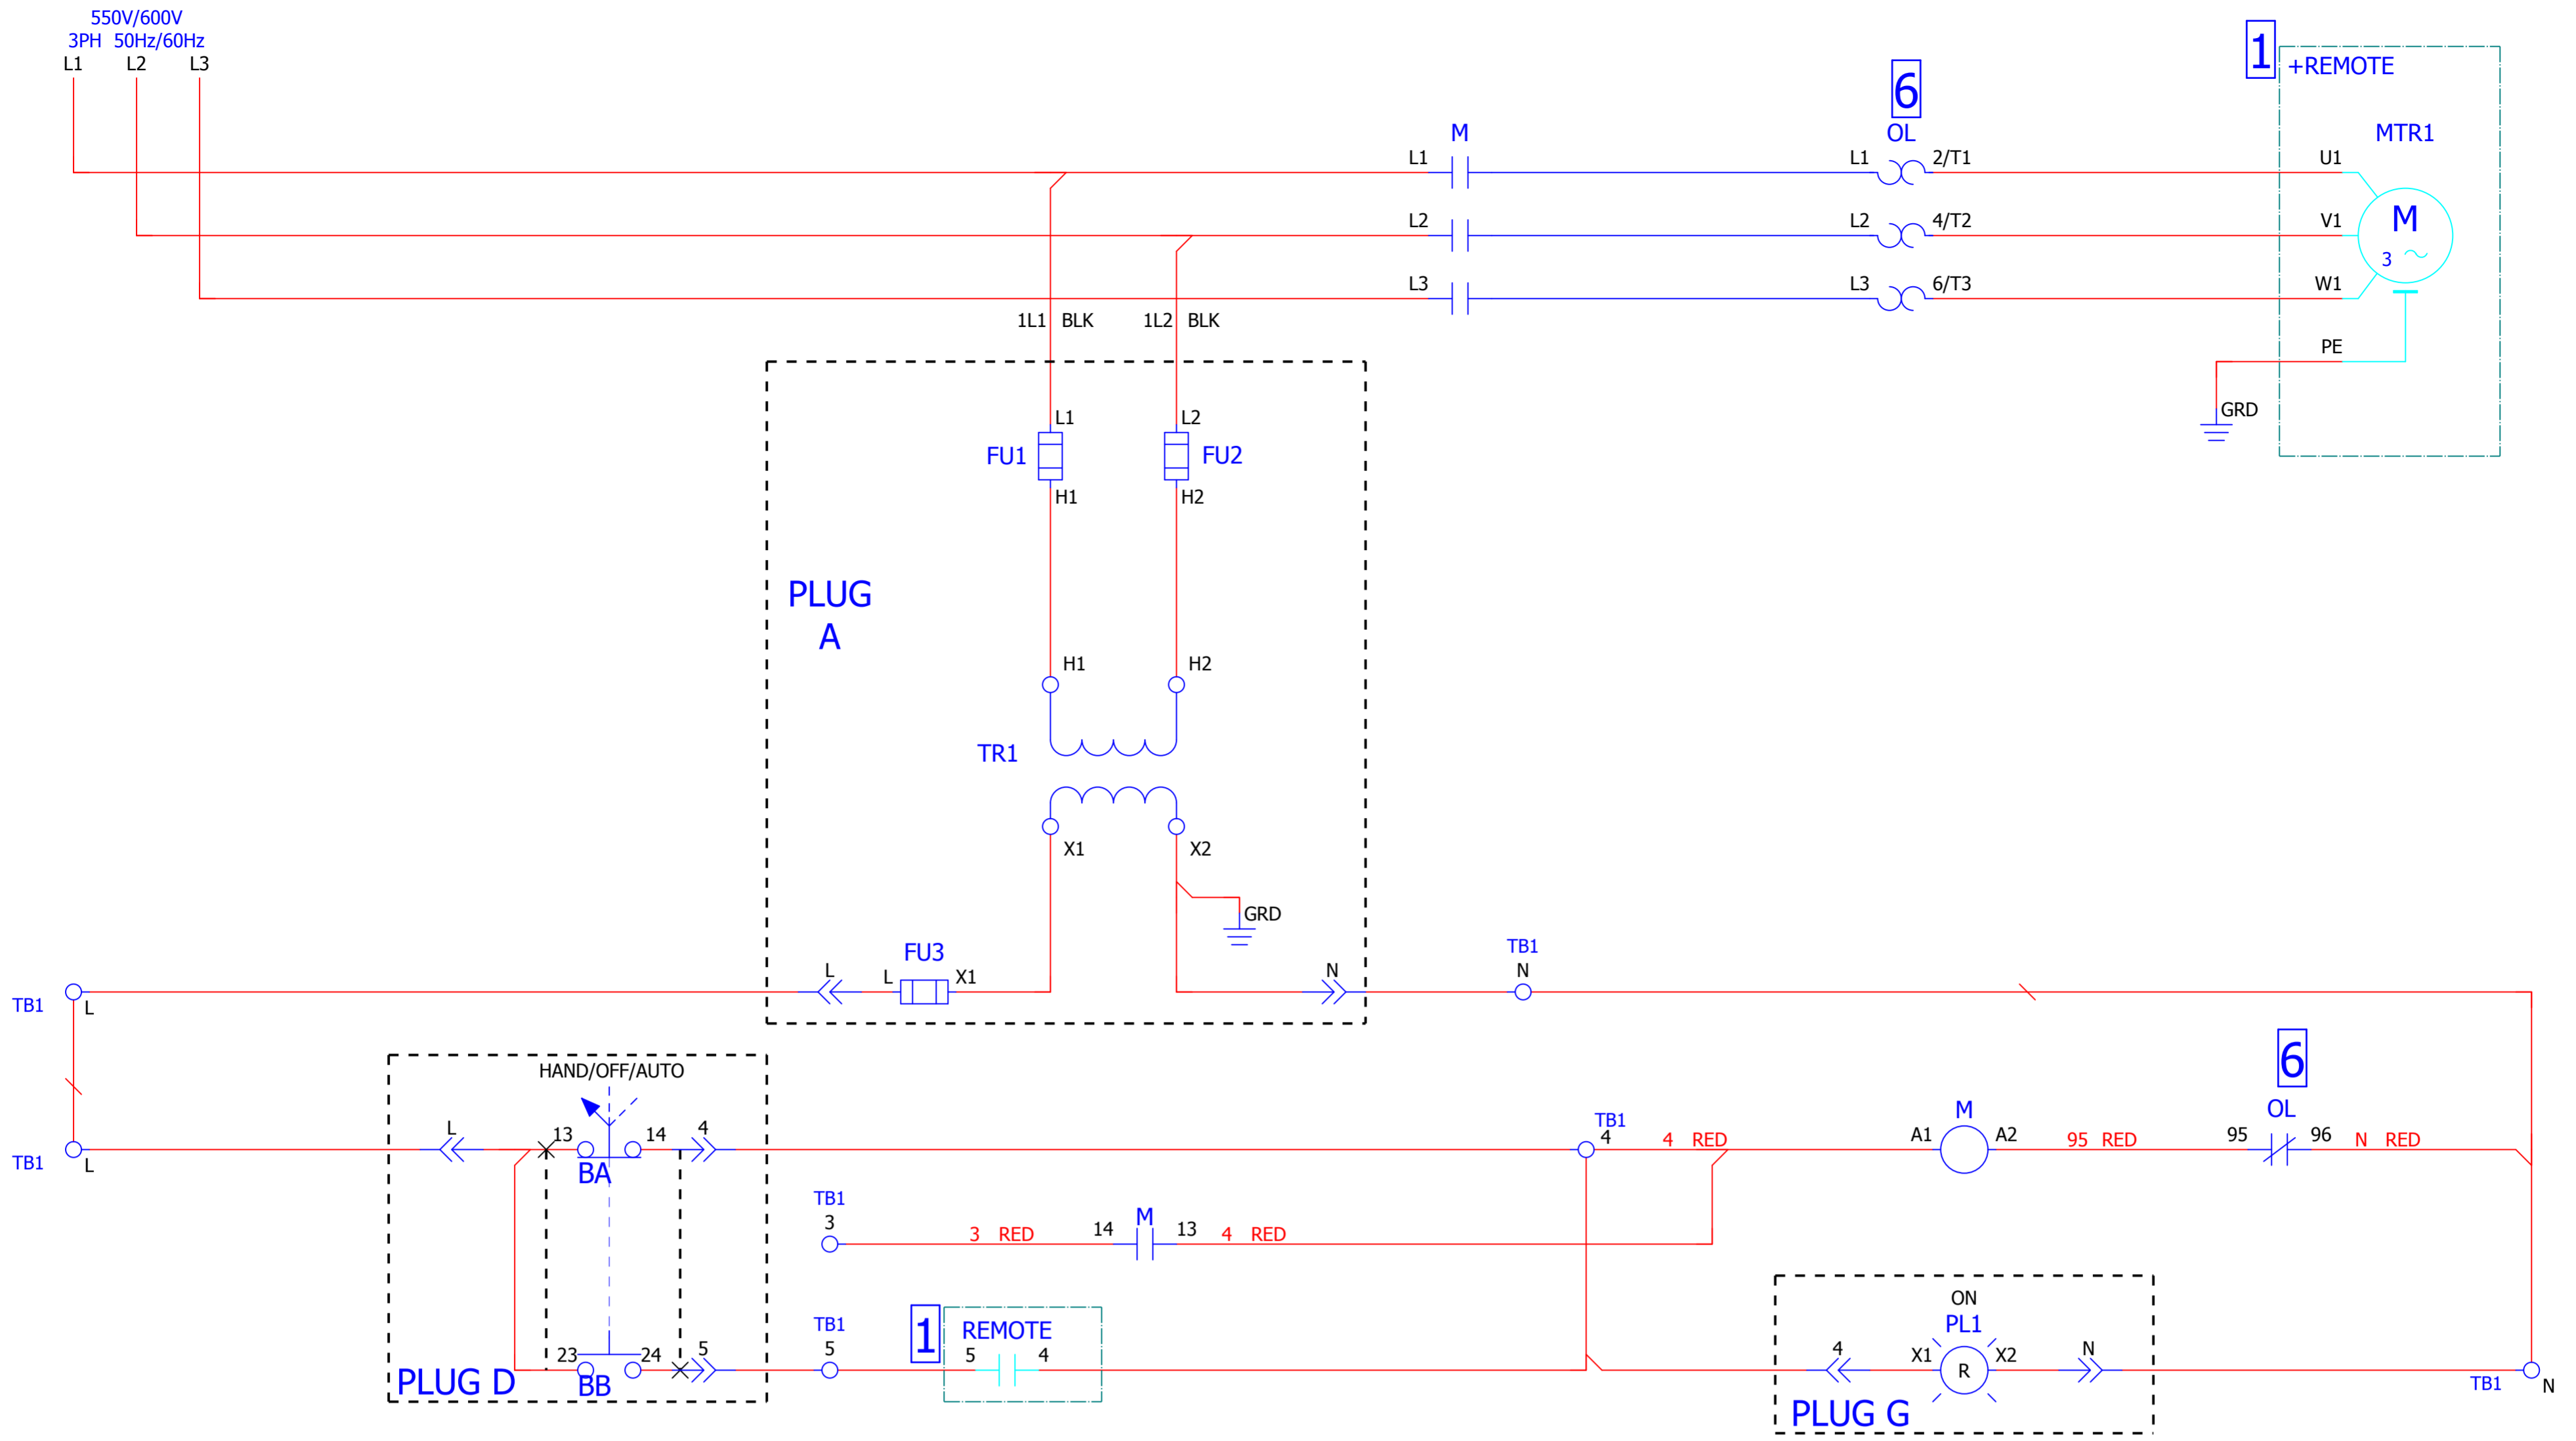 550V/600V
3PH 50Hz/60Hz
L1 L2 L3
1
+REMOTE
6
OL
M
MTR1
L1
L1
2/T1
U1
L2
L2
4/T2
V1
M
3
L3
L3
6/T3
W1
1L1 BLK
1L2 BLK
PE
GRD
L1
L2
FU1
FU2
H1
H2
PLUG
A
H1
H2
TR1
X1
X2
GRD
FU3
L
L
X1
N
TB1
N
TB1
L
HAND/OFF/AUTO
6
OL
M
TB1
4
L
13
14
4
4 RED
A1
A2
95 RED
95
96
N RED
TB1
L
BA
TB1
3
3 RED
14
M
13
4 RED
ON
PL1
TB1
5
1
REMOTE
5
4
23
24
5
BB
PLUG D
4
X1
R
X2
N
TB1
N
PLUG G